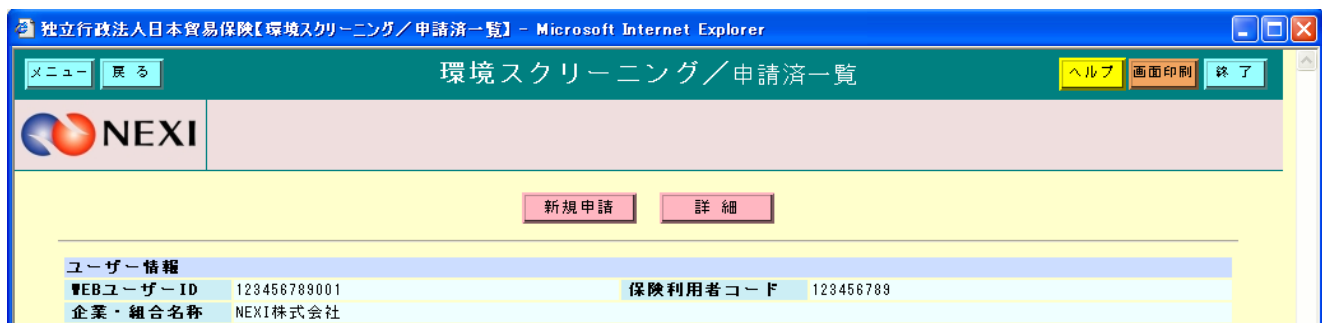 独立行政法人日本貿易保険【環境スクリーニング／申請済一覧】 - Microsoft Internet Explorer
メニュー 戻る 環境スクリーニング／申請済一覧 ヘルプ 画面印刷 終了
NEXI
新規申請 詳細
ユーザー情報
WEBユーザーID 123456789001 保険利用者コード 123456789
企業・組合名称 NEXI株式会社